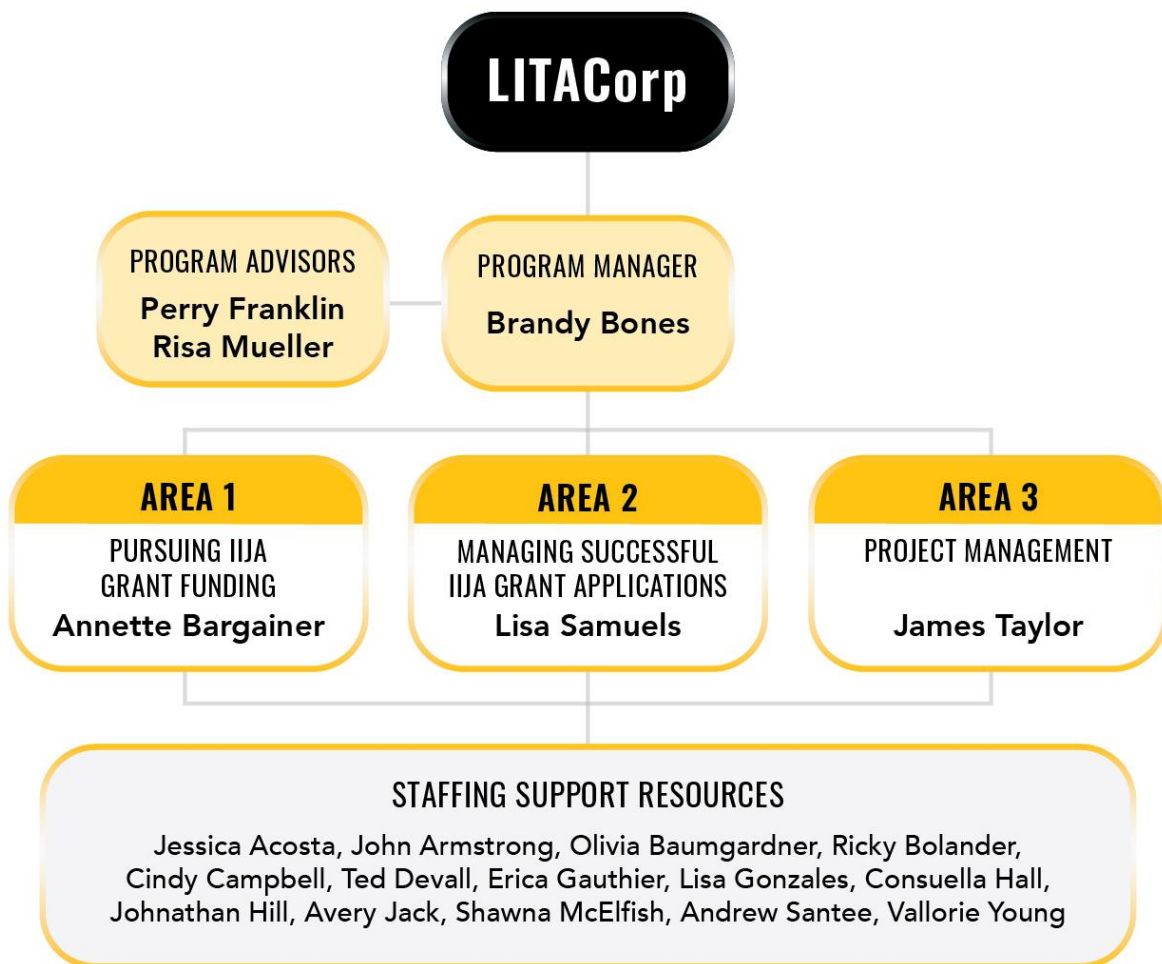 LITACorp
PROGRAM ADVISORS
Perry Franklin
Risa Mueller
PROGRAM MANAGER
Brandy Bones
AREA 1
PURSUING IIJA
GRANT FUNDING
Annette Bargainer
AREA 2
MANAGING SUCCESSFUL
IIJA GRANT APPLICATIONS
Lisa Samuels
AREA 3
PROJECT MANAGEMENT
James Taylor
STAFFING SUPPORT RESOURCES
Jessica Acosta, John Armstrong, Olivia Baumgardner, Ricky Bolander,
Cindy Campbell, Ted Devall, Erica Gauthier, Lisa Gonzales, Consuella Hall,
Johnathan Hill, Avery Jack, Shawna McElfish, Andrew Santee, Vallorie Young